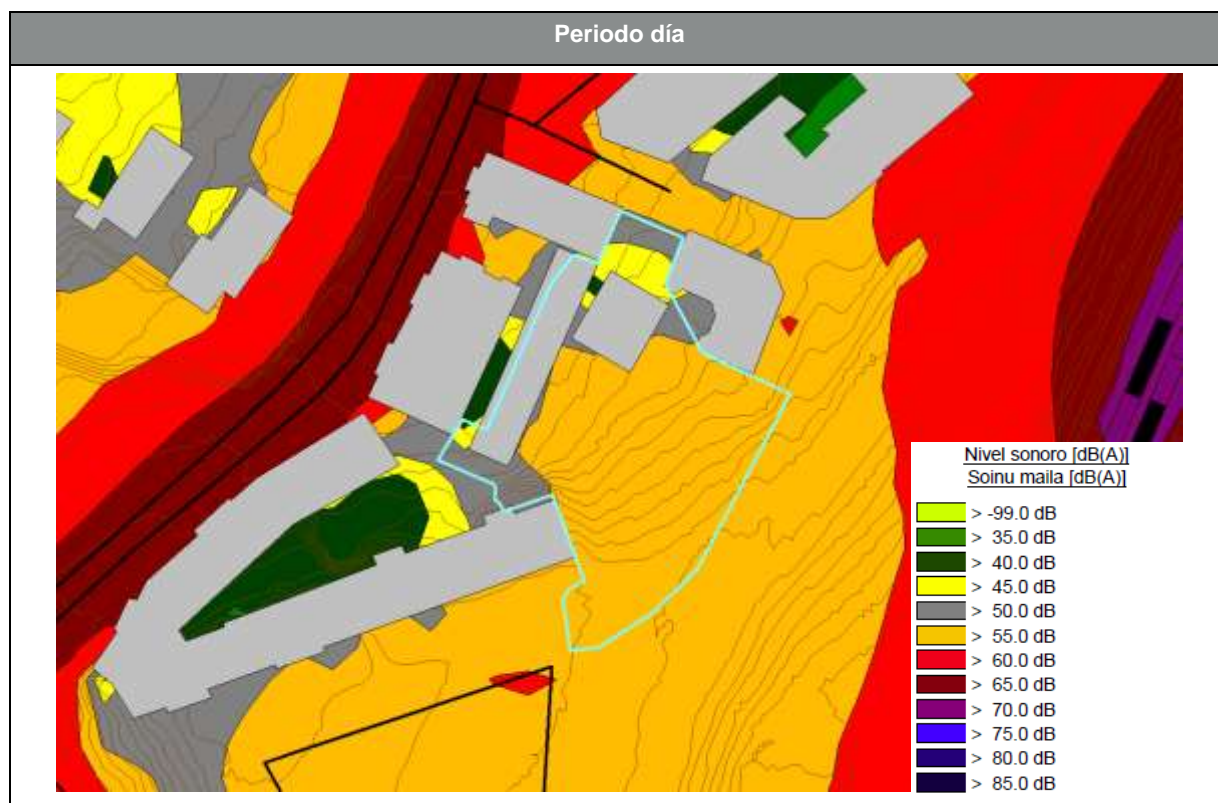 Periodo día
Nivel sonoro [dB(A)]
Soinu maila [dB(A)]
> -99.0 dB
> 35.0 dB
> 40.0 dB
> 45.0 dB
> 50.0 dB
> 55.0 dB
> 60.0 dB
> 65.0 dB
> 70.0 dB
> 75.0 dB
> 80.0 dB
> 85.0 dB